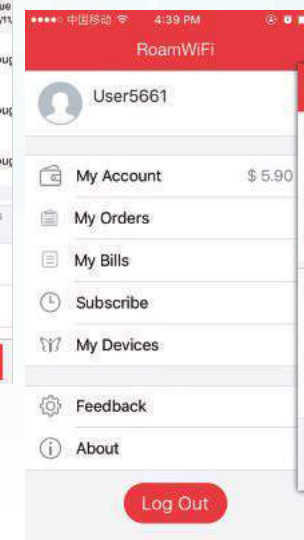 中国移动 4:39 PM
RoamWiFi
User5661
My Account $ 5.90
My Orders
My Bills
Subscribe
My Devices
Feedback
About
Log Out